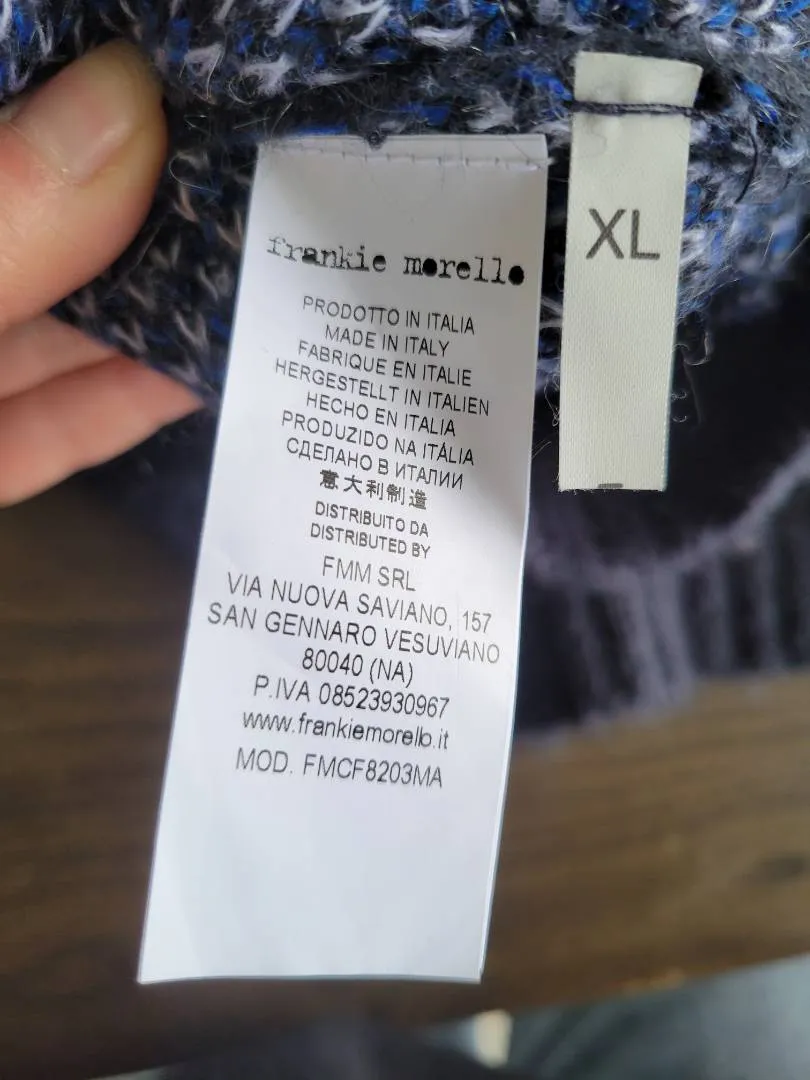 frankie morello
PRODOTTO IN ITALIA
MADE IN ITALY
FABRIQUE EN ITALIE
HERGESTELLT IN ITALIEN
HECHO EN ITALIA
PRODUZIDO NA ITÁLIA
СДЕЛАНО В ИТАЛИИ
意大利制造
DISTRIBUITO DA
DISTRIBUTED BY
FMM SRL
VIA NUOVA SAVIANO, 157
SAN GENNARO VESUVIANO
80040 (NA)
P.IVA 08523930967
www.frankiemorello.it
MOD. FMCF8203MA
XL